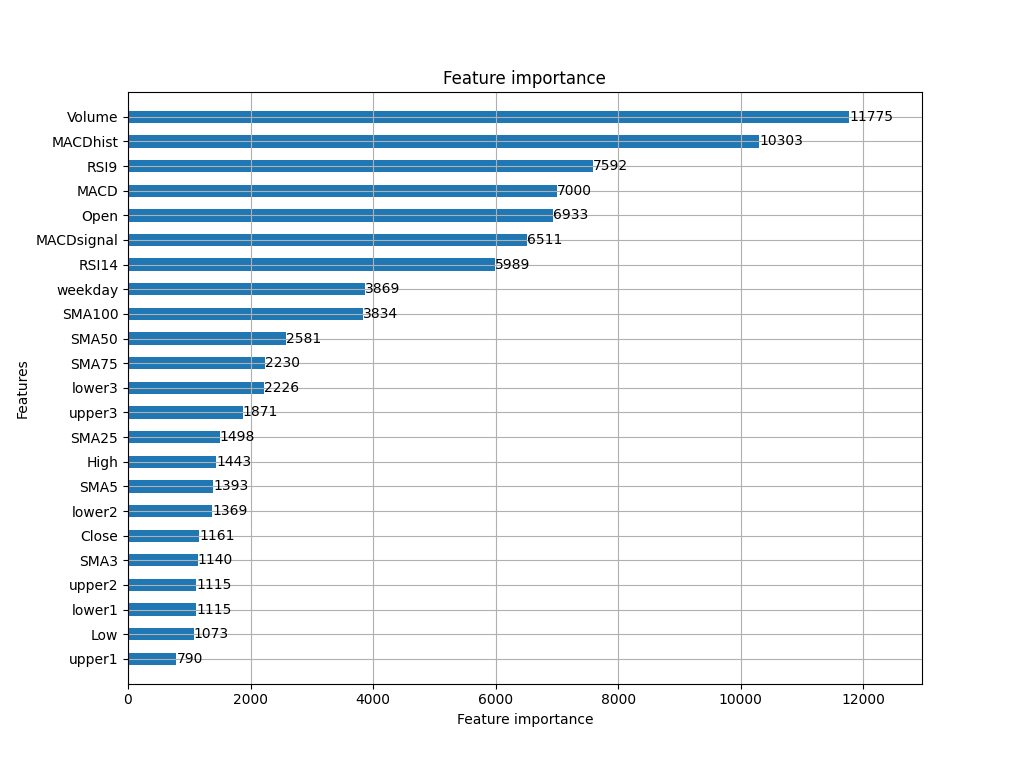 Feature importance
Volume 11775
MACDhist 10303
RSI9 7592
MACD 7000
Open 6933
MACDsignal 6511
RSI14 5989
weekday 3869
SMA100 3834
SMA50 2581
SMA75 2230
lower3 2226
upper3 1871
SMA25 1498
High 1443
SMA5 1393
lower2 1369
Close 1161
SMA3 1140
upper2 1115
lower1 1115
Low 1073
upper1 790
Features
0 2000 4000 6000 8000 10000 12000
Feature importance